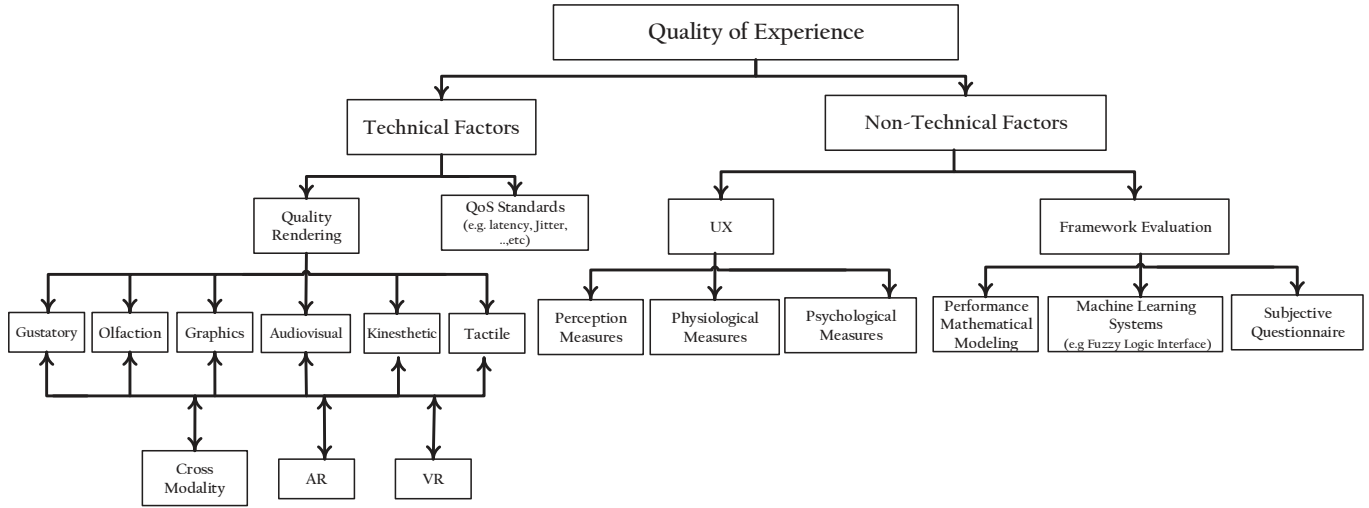 Quality of Experience
Technical Factors
Non-Technical Factors
Quality
Rendering
QoS Standards
(e.g. latency, Jitter,
..,etc)
UX
Framework Evaluation
Gustatory
Olfaction
Graphics
Audiovisual
Kinesthetic
Tactile
Perception
Measures
Physiological
Measures
Psychological
Measures
Performance
Mathematical
Modeling
Machine Learning
Systems
(e.g Fuzzy Logic Interface)
Subjective
Questionnaire
Cross
Modality
AR
VR